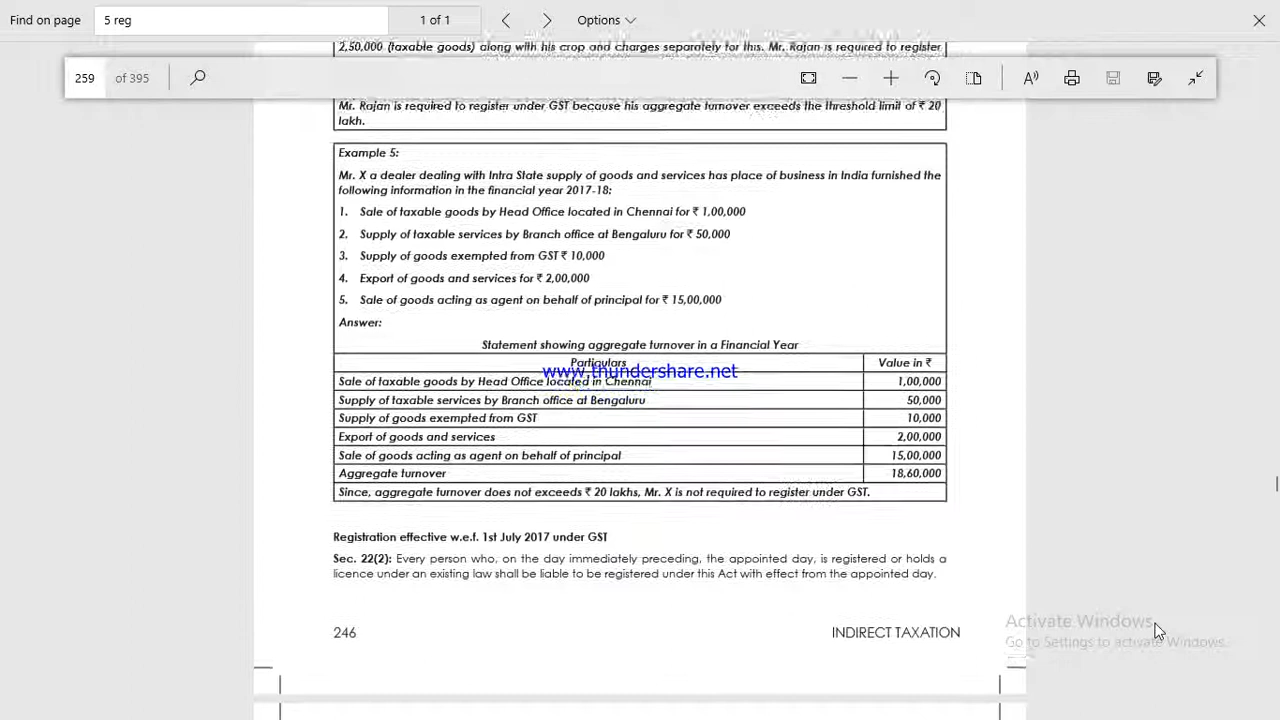 Find on page
5 reg
1 of 1
Options
2,50,000 (taxable goods) along with his crop and charges separately for this. Mr. Rajan is required to register
259 of 395
Mr. Rajan is required to register under GST because his aggregate turnover exceeds the threshold limit of ₹ 20
lakh.
Example 5:
Mr. X a dealer dealing with Intra State supply of goods and services has place of business in India furnished the
following information in the financial year 2017-18:
1. Sale of taxable goods by Head Office located in Chennai for ₹ 1,00,000
2. Supply of taxable services by Branch office at Bengaluru for ₹ 50,000
3. Supply of goods exempted from GST ₹ 10,000
4. Export of goods and services for ₹ 2,00,000
5. Sale of goods acting as agent on behalf of principal for ₹ 15,00,000
Answer:
Statement showing aggregate turnover in a Financial Year
Particulars Value in ₹
www.thundershare.net
Sale of taxable goods by Head Office located in Chennai 1,00,000
Supply of taxable services by Branch office at Bengaluru 50,000
Supply of goods exempted from GST 10,000
Export of goods and services 2,00,000
Sale of goods acting as agent on behalf of principal 15,00,000
Aggregate turnover 18,60,000
Since, aggregate turnover does not exceeds ₹ 20 lakhs, Mr. X is not required to register under GST.
Registration effective w.e.f. 1st July 2017 under GST
Sec. 22(2): Every person who, on the day immediately preceding, the appointed day, is registered or holds a
licence under an existing law shall be liable to be registered under this Act with effect from the appointed day.
246 INDIRECT TAXATION
Activate Windows
Go to Settings to activate Windows.